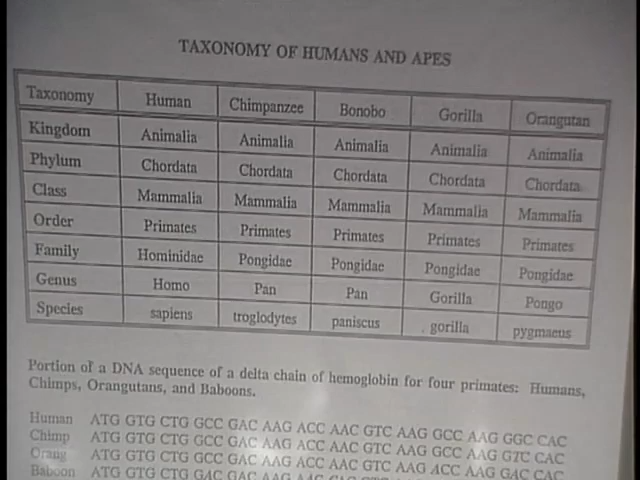 TAXONOMY OF HUMANS AND APES
Taxonomy Human Chimpanzee Bonobo Gorilla Orangutan
Kingdom Animalia Animalia Animalia Animalia Animalia
Phylum Chordata Chordata Chordata Chordata Chordata
Class Mammalia Mammalia Mammalia Mammalia Mammalia
Order Primates Primates Primates Primates Primates
Family Hominidae Pongidae Pongidae Pongidae Pongidae
Genus Homo Pan Pan Gorilla Pongo
Species sapiens troglodytes paniscus gorilla pygmaeus
Portion of a DNA sequence of a delta chain of hemoglobin for four primates: Humans,
Chimps, Orangutans, and Baboons.
Human ATG GTG CTG GCC GAC AAG ACC AAC GTC AAG GCC AAG GGC CAC
Chimp ATG GTG CTG GCC GAC AAG ACC AAC GTC AAG GCC AAG GTC CAC
Orang ATG GTG CTG GCC GAC AAG ACC AAC GTC AAG ACC AAG GAC CAC
Baboon ATG GTG CTG GAC GAC AAG